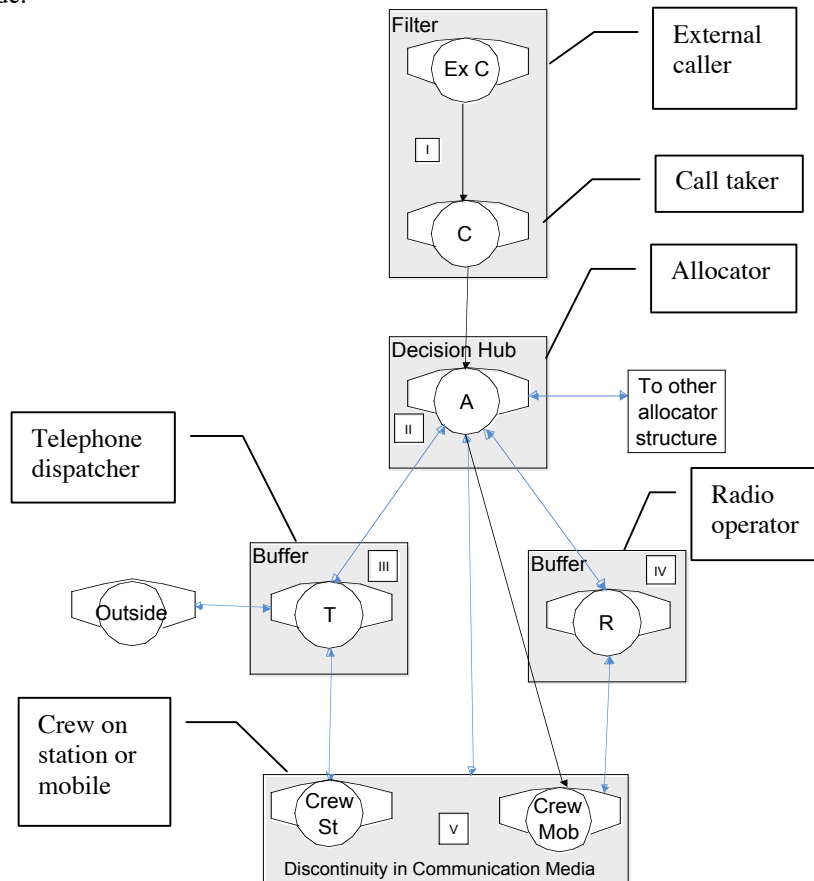 Filter
Ex C
External
caller
I
Call taker
C
Allocator
Decision Hub
A
To other
allocator
structure
II
Telephone
dispatcher
Radio
operator
Buffer
III
Buffer
IV
Outside
T
R
Crew on
station or
mobile
Crew
St
V
Crew
Mob
Discontinuity in Communication Media